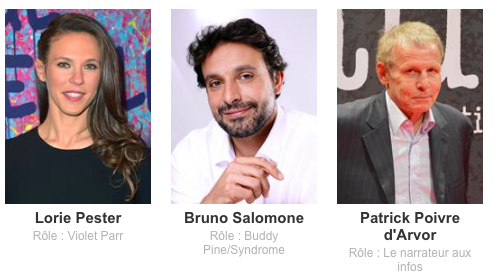 Lorie Pester
Rôle : Violet Parr
Bruno Salomone
Rôle : Buddy
Pine/Syndrome
Patrick Poivre
d'Arvor
Rôle : Le narrateur aux
infos